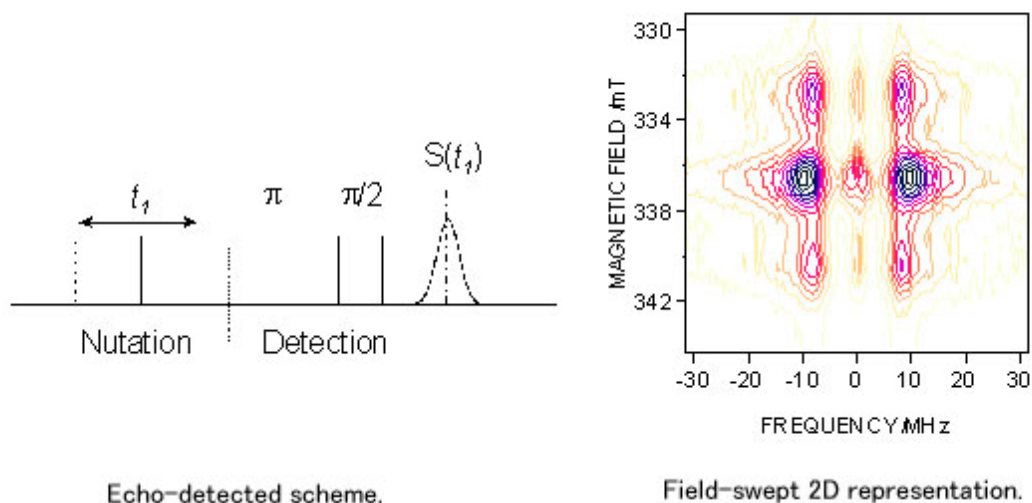 t₁
π
π/2
S(t₁)
Nutation
Detection
Echo-detected scheme.
MAGNETIC FIELD /mT
330
334
338
342
-30 -20 -10 0 10 20 30
FREQUENCY/MHz
Field-swept 2D representation